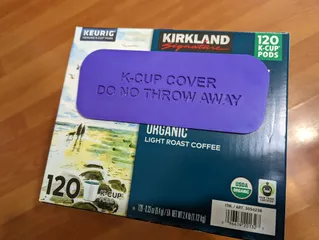 KEURIG
KIRKLAND
Signature
120
K-CUP
PODS
K-CUP COVER
DO NO THROW AWAY
ORGANIC
LIGHT ROAST COFFEE
120 K-CUP
USDA
ORGANIC